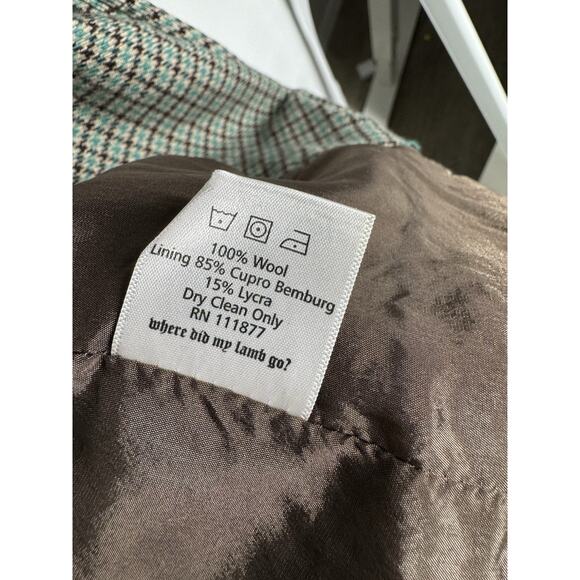 100% Wool
Lining 85% Cupro Bemburg
15% Lycra
Dry Clean Only
RN 111877
where did my lamb go?